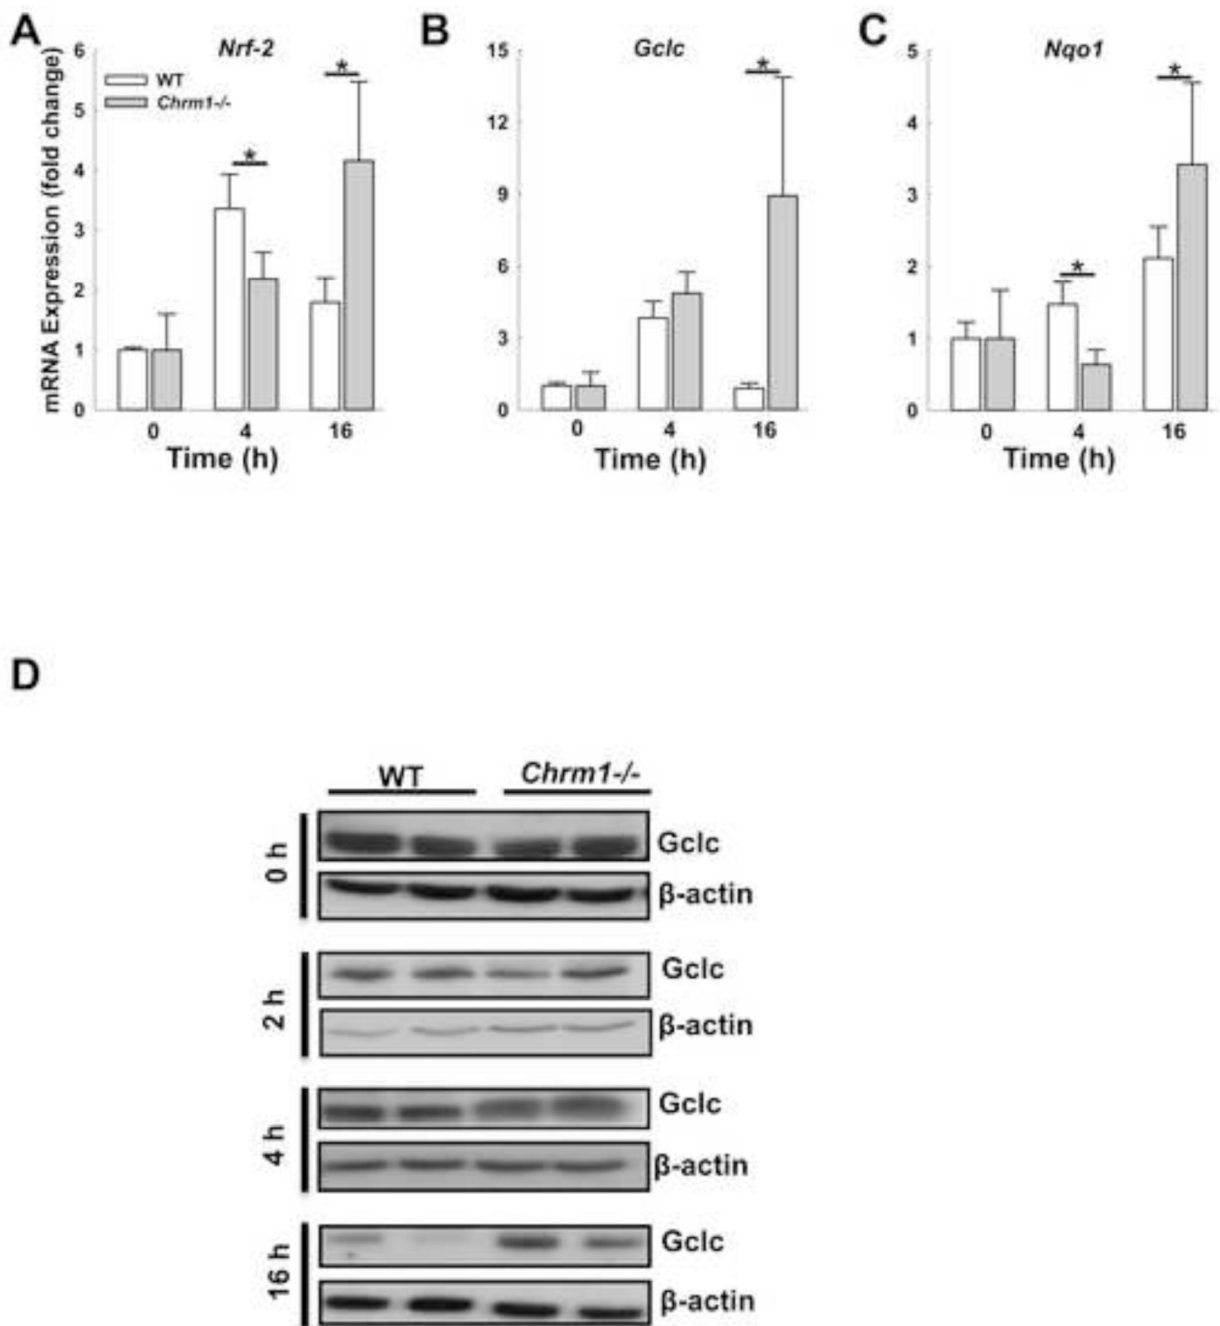 A
Nrf-2
mRNA Expression (fold change)
6
5
4
3
2
1
0
WT
Chrm1-/-
*
*
0 4 16
Time (h)
B
Gclc
15
12
9
6
3
0
*
0 4 16
Time (h)
C
Nqo1
5
4
3
2
1
0
*
*
0 4 16
Time (h)
D
WT Chrm1-/-
0 h
Gclc
β-actin
2 h
Gclc
β-actin
4 h
Gclc
β-actin
16 h
Gclc
β-actin